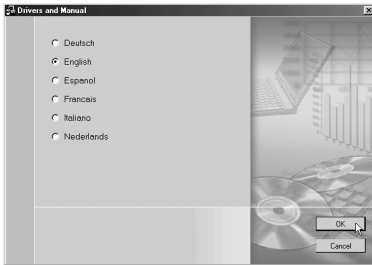 Drivers and Manual
Deutsch
English
Espanol
Francais
Italiano
Nederlands
OK
Cancel